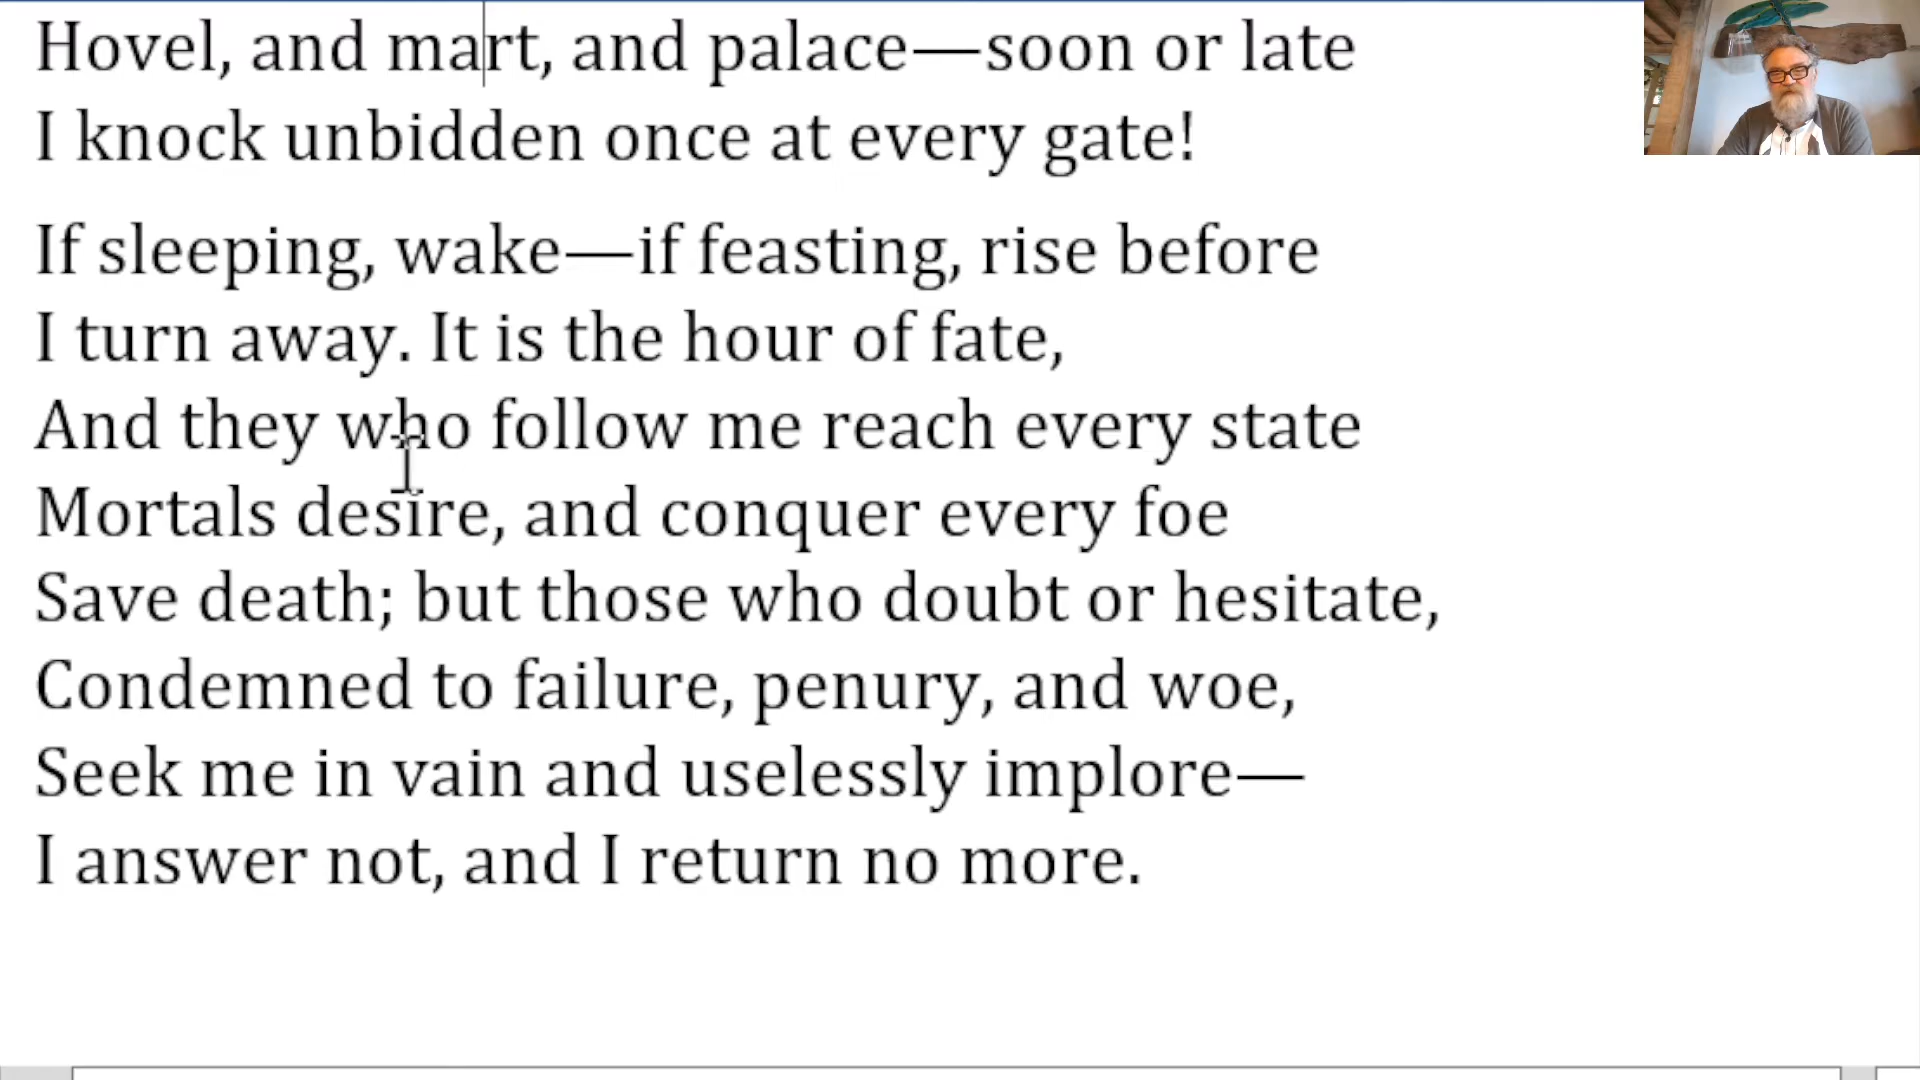 Hovel, and mart, and palace—soon or late
I knock unbidden once at every gate!
If sleeping, wake—if feasting, rise before
I turn away. It is the hour of fate,
And they who follow me reach every state
Mortals desire, and conquer every foe
Save death; but those who doubt or hesitate,
Condemned to failure, penury, and woe,
Seek me in vain and uselessly implore—
I answer not, and I return no more.